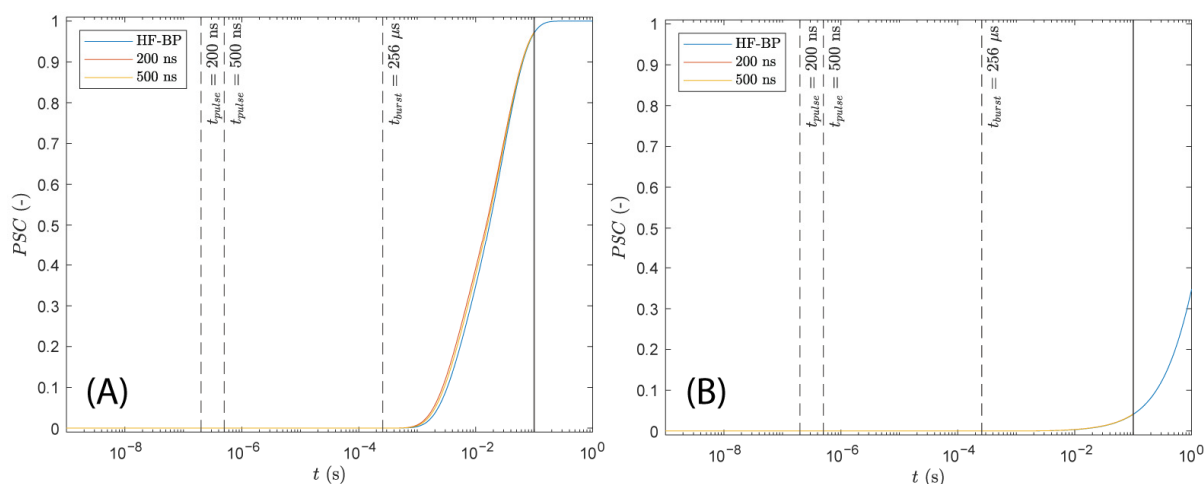 1
0.9
0.8
0.7
0.6
0.5
0.4
0.3
0.2
0.1
0
PSC (-)
HF-BP
200 ns
500 ns
t_pulse = 200 ns
t_pulse = 500 ns
t_burst = 256 μs
(A)
10^-8
10^-6
10^-4
10^-2
10^0
t (s)
1
0.9
0.8
0.7
0.6
0.5
0.4
0.3
0.2
0.1
0
PSC (-)
HF-BP
200 ns
500 ns
t_pulse = 200 ns
t_pulse = 500 ns
t_burst = 256 μs
(B)
10^-8
10^-6
10^-4
10^-2
10^0
t (s)